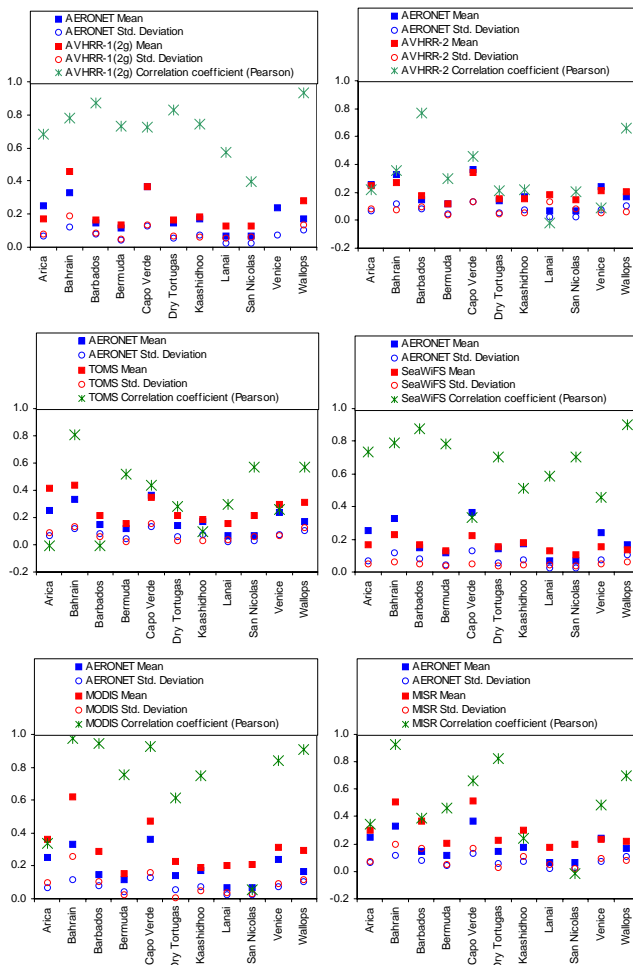 AERONET Mean
AERONET Std. Deviation
AVHRR-1(2g) Mean
AVHRR-1(2g) Std. Deviation
AVHRR-1(2g) Correlation coefficient (Pearson)
1.0
0.8
0.6
0.4
0.2
0.0
Arica
Bahrain
Barbados
Bermuda
Capo Verde
Dry Tortugas
Kaashidhoo
Lanai
San Nicolas
Venice
Wallops
AERONET Mean
AERONET Std. Deviation
AVHRR-2 Mean
AVHRR-2 Std. Deviation
AVHRR-2 Correlation coefficient (Pearson)
1.0
0.8
0.6
0.4
0.2
0.0
-0.2
Arica
Bahrain
Barbados
Bermuda
Capo Verde
Dry Tortugas
Kaashidhoo
Lanai
San Nicolas
Venice
Wallops
AERONET Mean
AERONET Std. Deviation
TOMS Mean
TOMS Std. Deviation
TOMS Correlation coefficient (Pearson)
1.0
0.8
0.6
0.4
0.2
0.0
-0.2
Arica
Bahrain
Barbados
Bermuda
Capo Verde
Dry Tortugas
Kaashidhoo
Lanai
San Nicolas
Venice
Wallops
AERONET Mean
AERONET Std. Deviation
SeaWiFS Mean
SeaWiFS Std. Deviation
SeaWiFS Correlation coefficient (Pearson)
1.0
0.8
0.6
0.4
0.2
0.0
Arica
Bahrain
Barbados
Bermuda
Capo Verde
Dry Tortugas
Kaashidhoo
Lanai
San Nicolas
Venice
Wallops
AERONET Mean
AERONET Std. Deviation
MODIS Mean
MODIS Std. Deviation
MODIS Correlation coefficient (Pearson)
1.0
0.8
0.6
0.4
0.2
0.0
Arica
Bahrain
Barbados
Bermuda
Capo Verde
Dry Tortugas
Kaashidhoo
Lanai
San Nicolas
Venice
Wallops
AERONET Mean
AERONET Std. Deviation
MISR Mean
MISR Std. Deviation
MISR Correlation coefficient (Pearson)
1.0
0.8
0.6
0.4
0.2
0.0
-0.2
Arica
Bahrain
Barbados
Bermuda
Capo Verde
Dry Tortugas
Kaashidhoo
Lanai
San Nicolas
Venice
Wallops